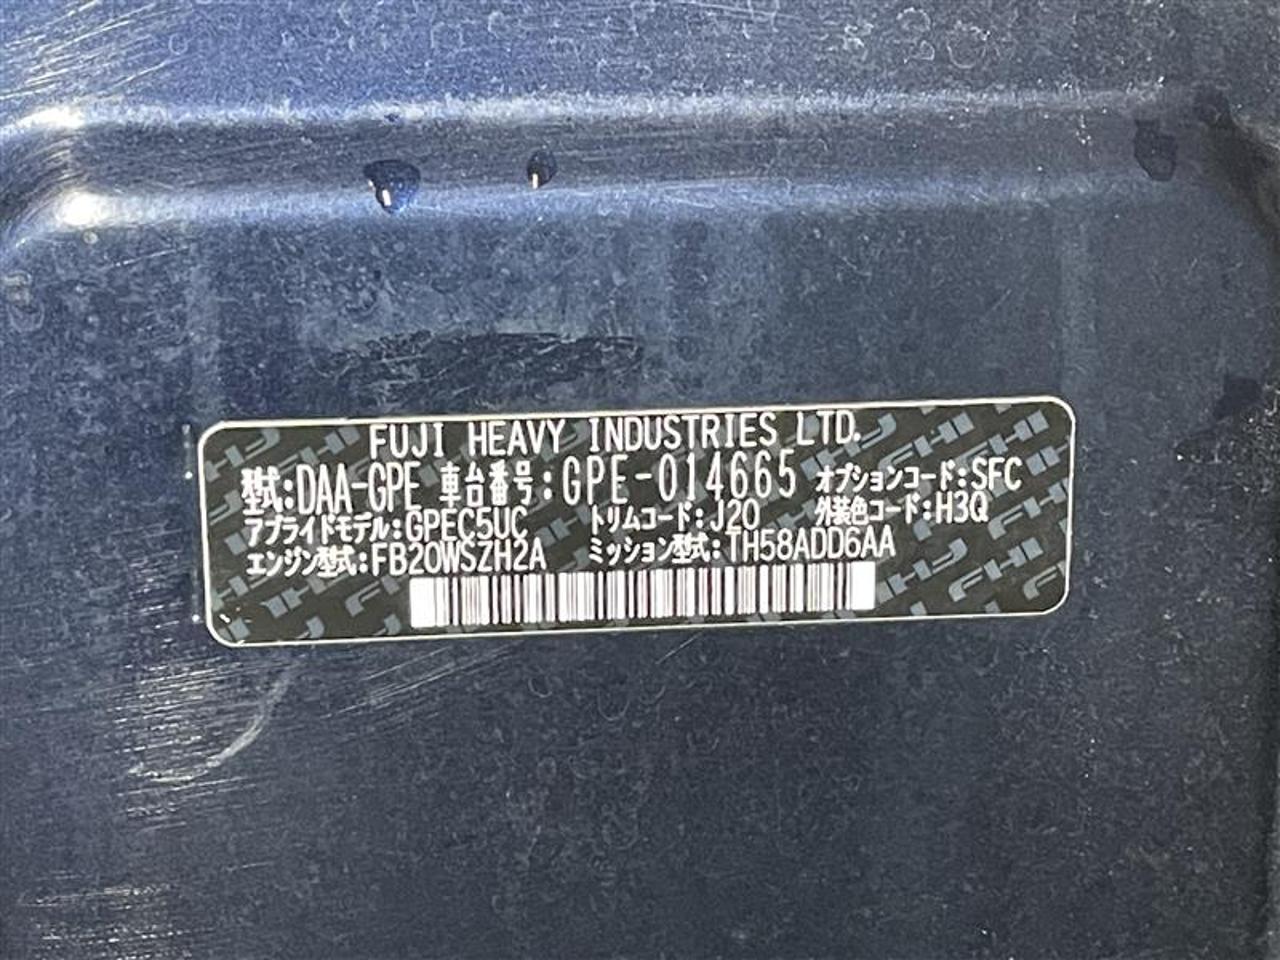 FUJI HEAVY INDUSTRIES LTD.
型式:DAA-GPE 車台番号:GPE-014665 オプションコード:SFC
アプライドモデル:GPEC5UC トリムコード:J20 外装色コード:H3Q
エンジン型式:FB20WSZH2A ミッション型式:TH58ADD6AA